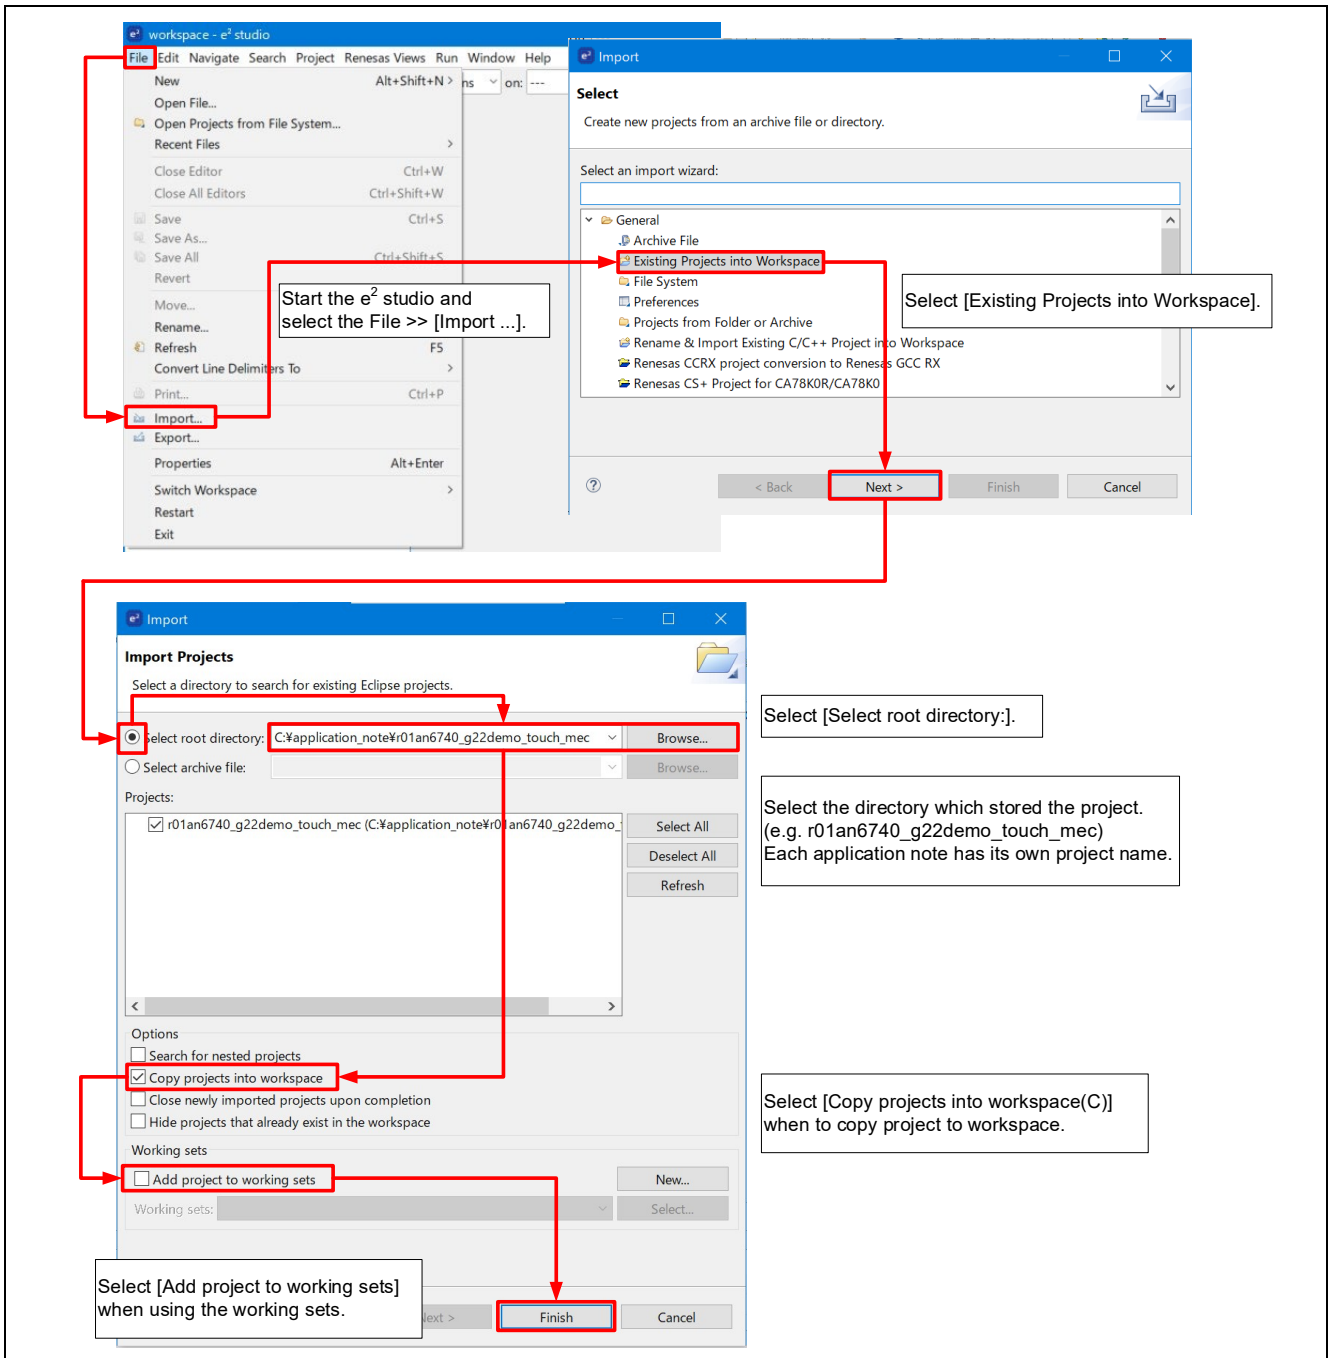 workspace - e² studio
File Edit Navigate Search Project Renesas Views Run Window Help
New Alt+Shift+N >
ns on: ---
Open File...
Open Projects from File System...
Recent Files >
Close Editor Ctrl+W
Close All Editors Ctrl+Shift+W
Save Ctrl+S
Save As...
Save All Ctrl+Shift+S
Revert
Move...
Rename...
Refresh F5
Convert Line Delimiters To >
Print... Ctrl+P
Import...
Export...
Properties Alt+Enter
Switch Workspace >
Restart
Exit
Start the e² studio and
select the File >> [Import ...].
Import
Select
Create new projects from an archive file or directory.
Select an import wizard:
General
Archive File
Existing Projects into Workspace
File System
Preferences
Projects from Folder or Archive
Rename & Import Existing C/C++ Project into Workspace
Renesas CCRX project conversion to Renesas GCC RX
Renesas CS+ Project for CA78K0R/CA78K0
< Back Next > Finish Cancel
Select [Existing Projects into Workspace].
Import
Import Projects
Select a directory to search for existing Eclipse projects.
Select root directory: C:¥application_note¥r01an6740_g22demo_touch_mec Browse...
Select archive file: Browse...
Projects:
r01an6740_g22demo_touch_mec (C:¥application_note¥r01an6740_g22demo_
Select All
Deselect All
Refresh
Options
Search for nested projects
Copy projects into workspace
Close newly imported projects upon completion
Hide projects that already exist in the workspace
Working sets
Add project to working sets New...
Working sets: Select...
Next > Finish Cancel
Select [Select root directory:].
Select the directory which stored the project.
(e.g. r01an6740_g22demo_touch_mec)
Each application note has its own project name.
Select [Copy projects into workspace(C)]
when to copy project to workspace.
Select [Add project to working sets]
when using the working sets.